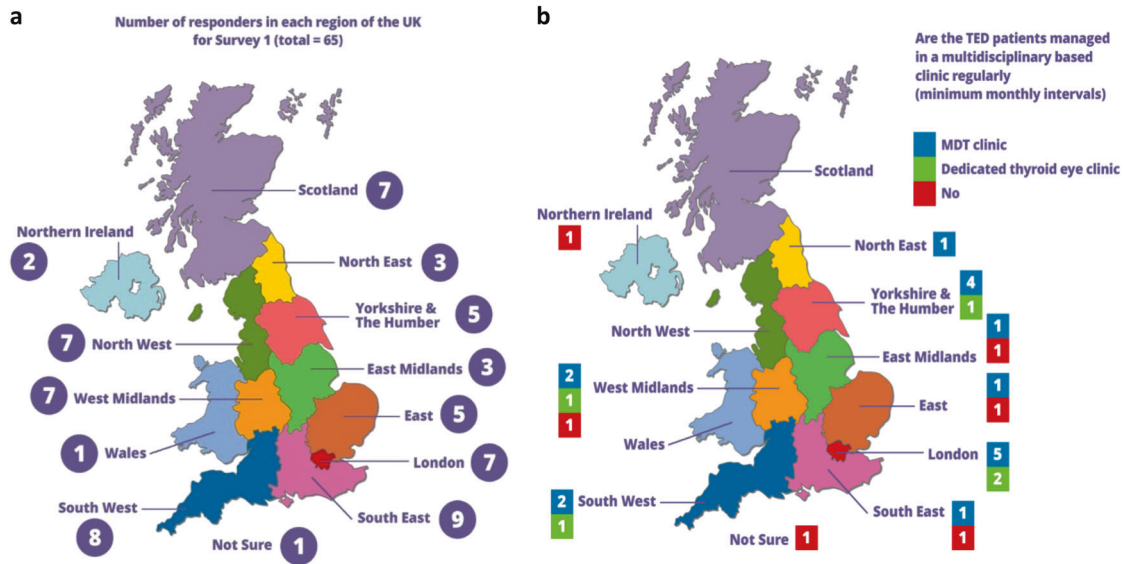 a
Number of responders in each region of the UK
for Survey 1 (total = 65)
Scotland 7
Northern Ireland
2
North East 3
Yorkshire &
The Humber 5
7 North West
East Midlands 3
7 West Midlands
East 5
1 Wales
London 7
South West
8
South East 9
Not Sure 1
b
Are the TED patients managed
in a multidisciplinary based
clinic regularly
(minimum monthly intervals)
MDT clinic
Dedicated thyroid eye clinic
No
Scotland
Northern Ireland
1
North East 1
4
Yorkshire &
The Humber 1
North West
1
East Midlands 1
2
West Midlands 1
1
1
East 1
Wales
London 5
2
2
South West 1
1
South East 1
Not Sure 1